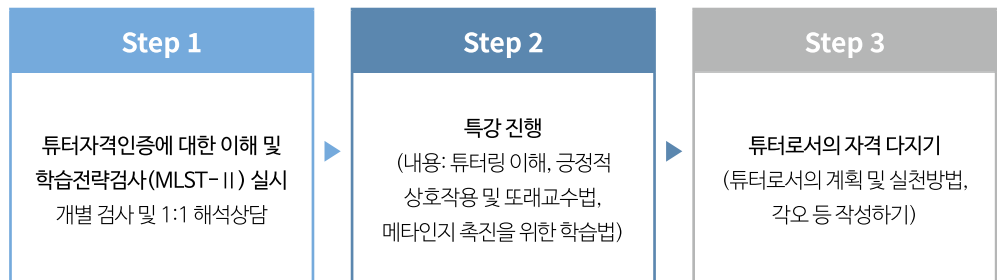 Step 1
튜터자격인증에 대한 이해 및
학습전략검사(MLST-Ⅱ) 실시
개별 검사 및 1:1 해석상담
Step 2
특강 진행
(내용: 튜터링 이해, 긍정적
상호작용 및 또래교수법,
메타인지 촉진을 위한 학습법)
Step 3
튜터로서의 자격 다지기
(튜터로서의 계획 및 실천방법,
각오 등 작성하기)